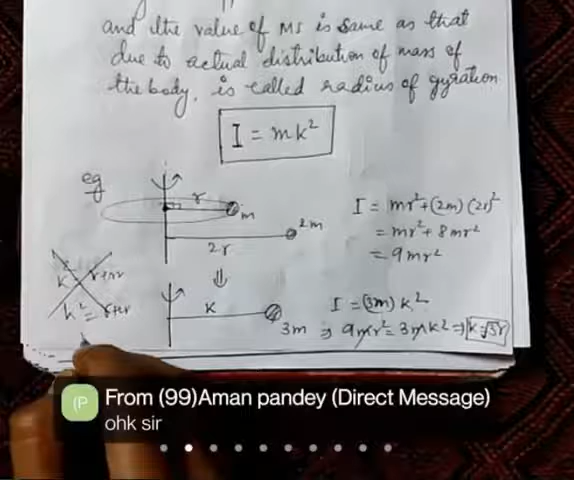 and the value of MI is same as that
due to actual distribution of mass of
the body, is called radius of gyration
I = mk²
eg
r
m
2m
2r
I = mr² + (2m) (2r)²
= mr² + 8mr²
= 9mr²
⇓
K
3m
I = (3m) k²
⇒ 9mr² = 3mk² ⇒ k=√3r
k²=
From (99)Aman pandey (Direct Message)
ohk sir
(P